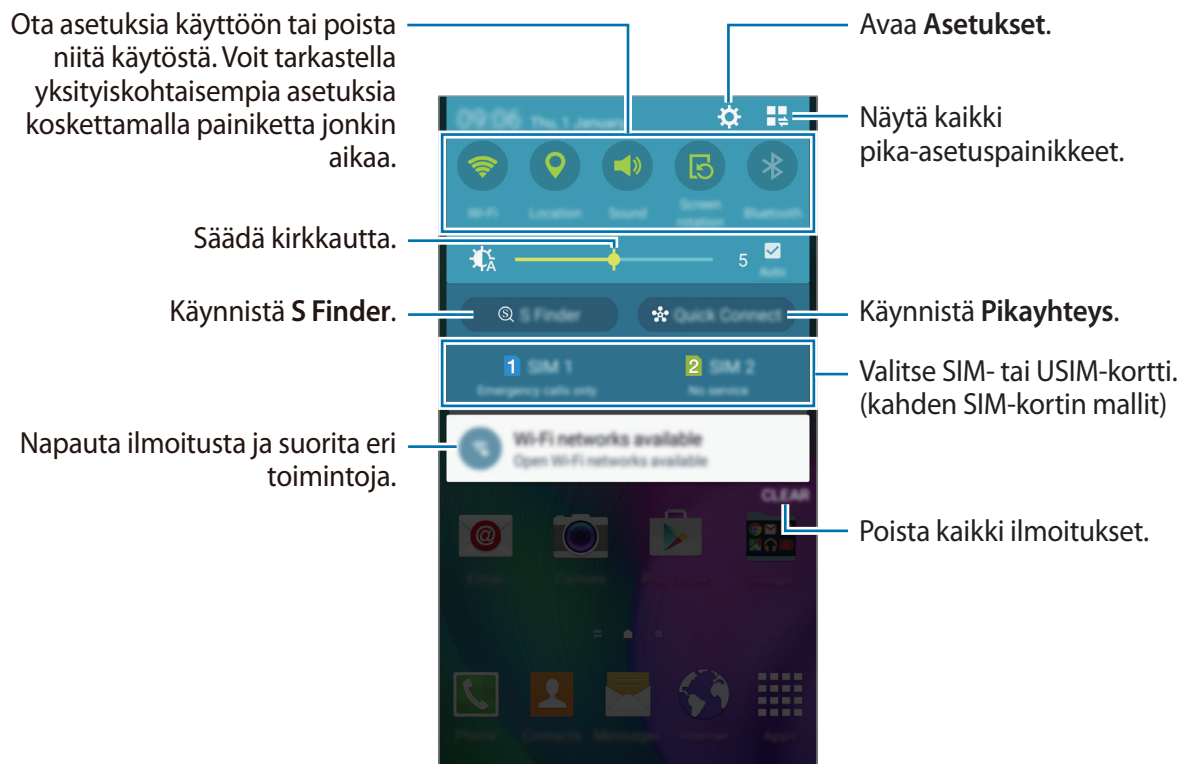 Ota asetuksia käyttöön tai poista
niitä käytöstä. Voit tarkastella
yksityiskohtaisempia asetuksia
koskettamalla painiketta jonkin
aikaa.
Avaa Asetukset.
Näytä kaikki
pika-asetuspainikkeet.
09:06 Thu, 1 January
Wi-Fi
Location
Sound
Screen
rotation
Bluetooth
Säädä kirkkautta.
A
5
Auto
Käynnistä S Finder.
S Finder
Quick Connect
Käynnistä Pikayhteys.
1 SIM 1
Emergency calls only
2 SIM 2
No service
Valitse SIM- tai USIM-kortti.
(kahden SIM-kortin mallit)
Napauta ilmoitusta ja suorita eri
toimintoja.
Wi-Fi networks available
Open Wi-Fi networks available
CLEAR
Poista kaikki ilmoitukset.
Email
Camera
Phone
Contacts
Messages
Internet
Apps